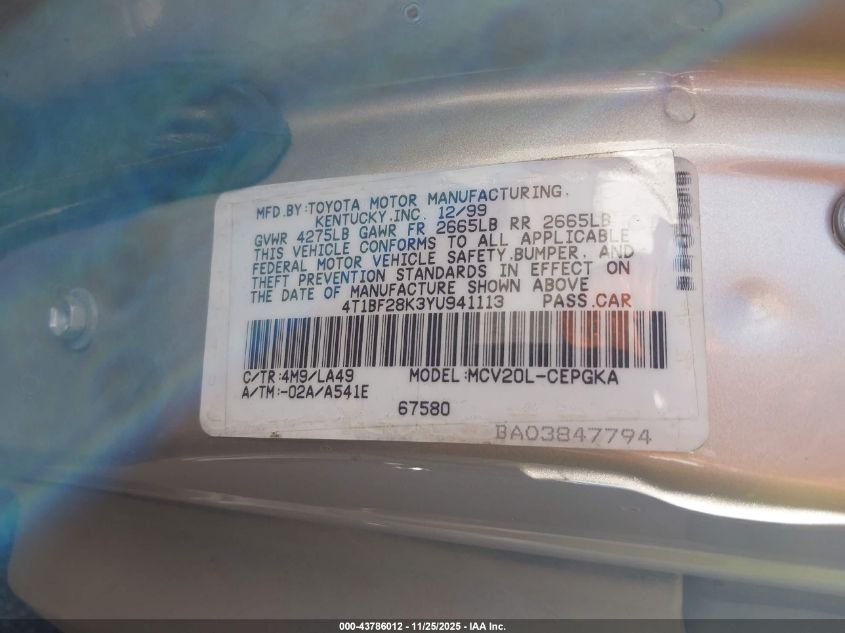 MFD.BY:TOYOTA MOTOR MANUFACTURING.
KENTUCKY.INC. 12/99
GVWR 4275LB GAWR FR 2665LB RR 2665LB
THIS VEHICLE CONFORMS TO ALL APPLICABLE
FEDERAL MOTOR VEHICLE SAFETY.BUMPER. AND
THEFT PREVENTION STANDARDS IN EFFECT ON
THE DATE OF MANUFACTURE SHOWN ABOVE
4T1BF28K3YU941113 PASS.CAR
C/TR:4M9/LA49 MODEL:MCV20L-CEPGKA
A/TM:-02A/A541E
67580
BA03847794
000-43786012 - 11/25/2025 - IAA Inc.